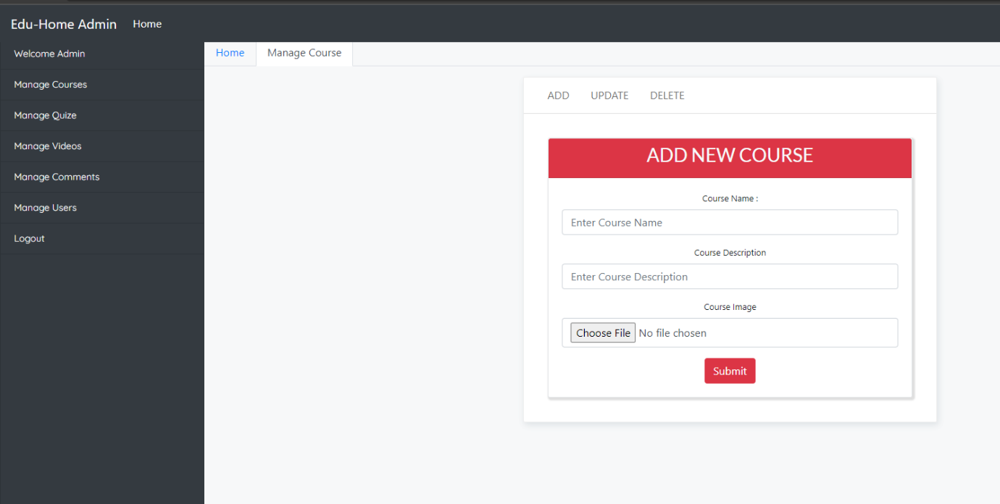 Edu-Home Admin Home
Welcome Admin
Manage Courses
Manage Quize
Manage Videos
Manage Comments
Manage Users
Logout
Home Manage Course
ADD UPDATE DELETE
ADD NEW COURSE
Course Name :
Enter Course Name
Course Description
Enter Course Description
Course Image
Choose File No file chosen
Submit